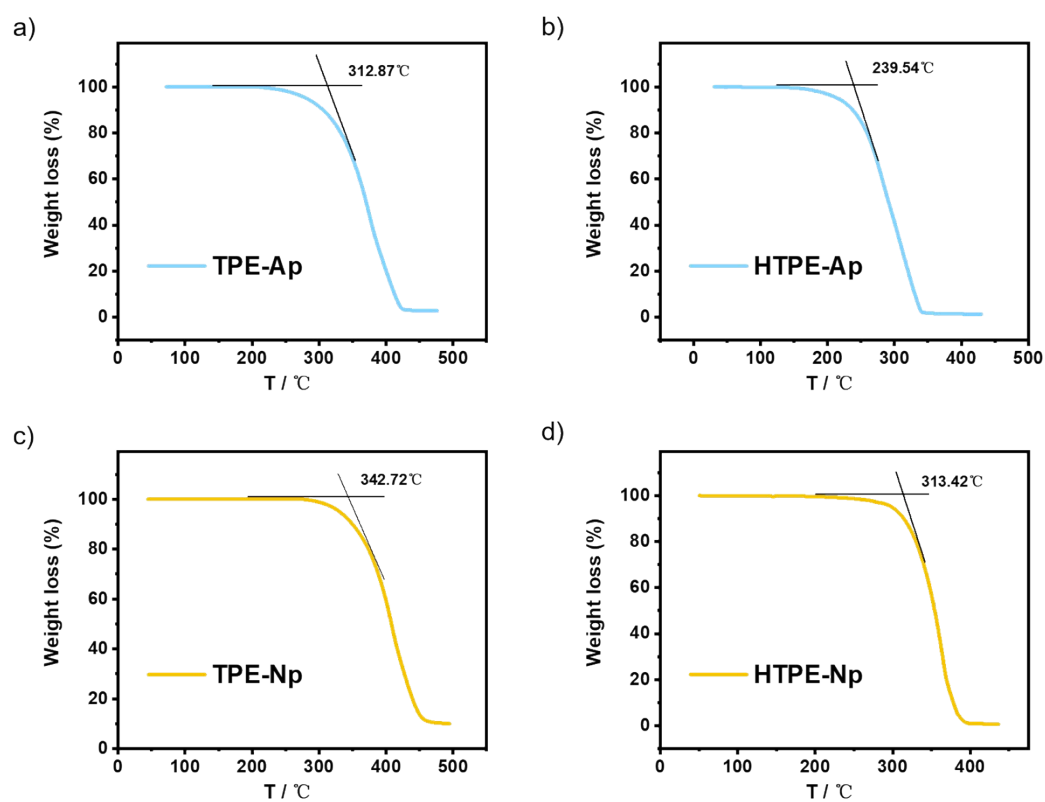 a)
312.87℃
100
80
60
40
20
0
Weight loss (%)
TPE-Ap
0 100 200 300 400 500
T / ℃
b)
239.54℃
100
80
60
40
20
0
Weight loss (%)
HTPE-Ap
0 100 200 300 400 500
T / ℃
c)
342.72℃
100
80
60
40
20
0
Weight loss (%)
TPE-Np
0 100 200 300 400 500
T / ℃
d)
313.42℃
100
80
60
40
20
0
Weight loss (%)
HTPE-Np
0 100 200 300 400
T / ℃